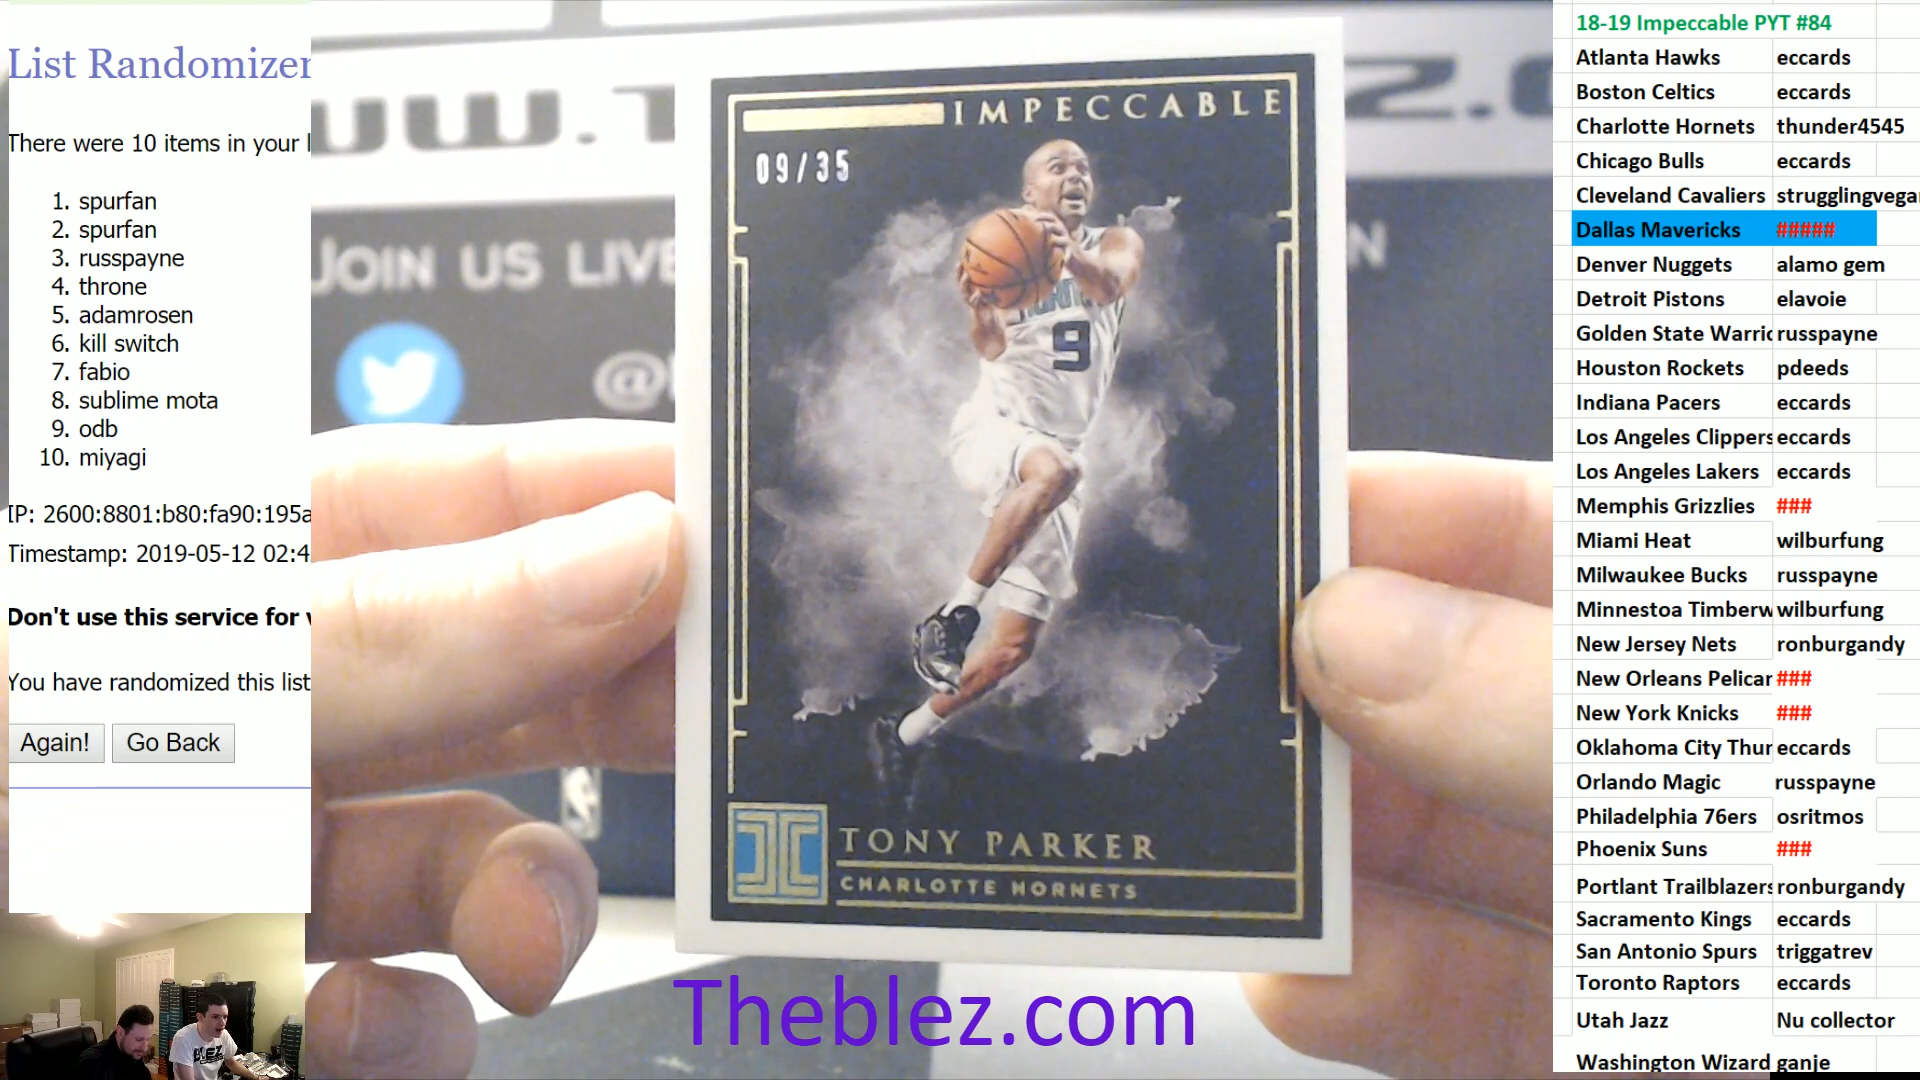 List Randomizer
There were 10 items in your
1. spurfan
2. spurfan
3. russpayne
4. throne
5. adamrosen
6. kill switch
7. fabio
8. sublime mota
9. odb
10. miyagi
IP: 2600:8801:b80:fa90:195a
Timestamp: 2019-05-12 02:4
Don't use this service for
You have randomized this list
Again! Go Back
JOIN US LIVE
@
IMPECCABLE
09/35
9
TONY PARKER
CHARLOTTE HORNETS
Theblez.com
18-19 Impeccable PYT #84
Atlanta Hawks eccards
Boston Celtics eccards
Charlotte Hornets thunder4545
Chicago Bulls eccards
Cleveland Cavaliers strugglingvega
Dallas Mavericks #####
Denver Nuggets alamo gem
Detroit Pistons elavoie
Golden State Warric russpayne
Houston Rockets pdeeds
Indiana Pacers eccards
Los Angeles Clippers eccards
Los Angeles Lakers eccards
Memphis Grizzlies ###
Miami Heat wilburfung
Milwaukee Bucks russpayne
Minnestoa Timberw wilburfung
New Jersey Nets ronburgandy
New Orleans Pelicar ###
New York Knicks ###
Oklahoma City Thur eccards
Orlando Magic russpayne
Philadelphia 76ers osritmos
Phoenix Suns ###
Portlant Trailblazers ronburgandy
Sacramento Kings eccards
San Antonio Spurs triggatrev
Toronto Raptors eccards
Utah Jazz Nu collector
Washington Wizard ganje